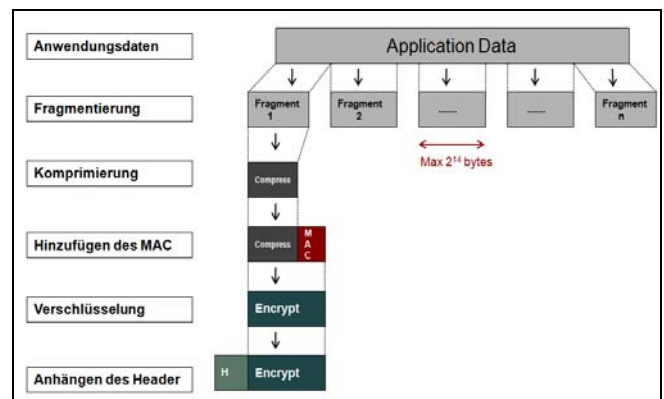 Anwendungsdaten
Application Data
Fragmentierung
Fragment
1
Fragment
2
......
......
Fragment
n
Max 2¹⁴ bytes
Komprimierung
Compress
Hinzufügen des MAC
Compress
M
A
C
Verschlüsselung
Encrypt
Anhängen des Header
H
Encrypt